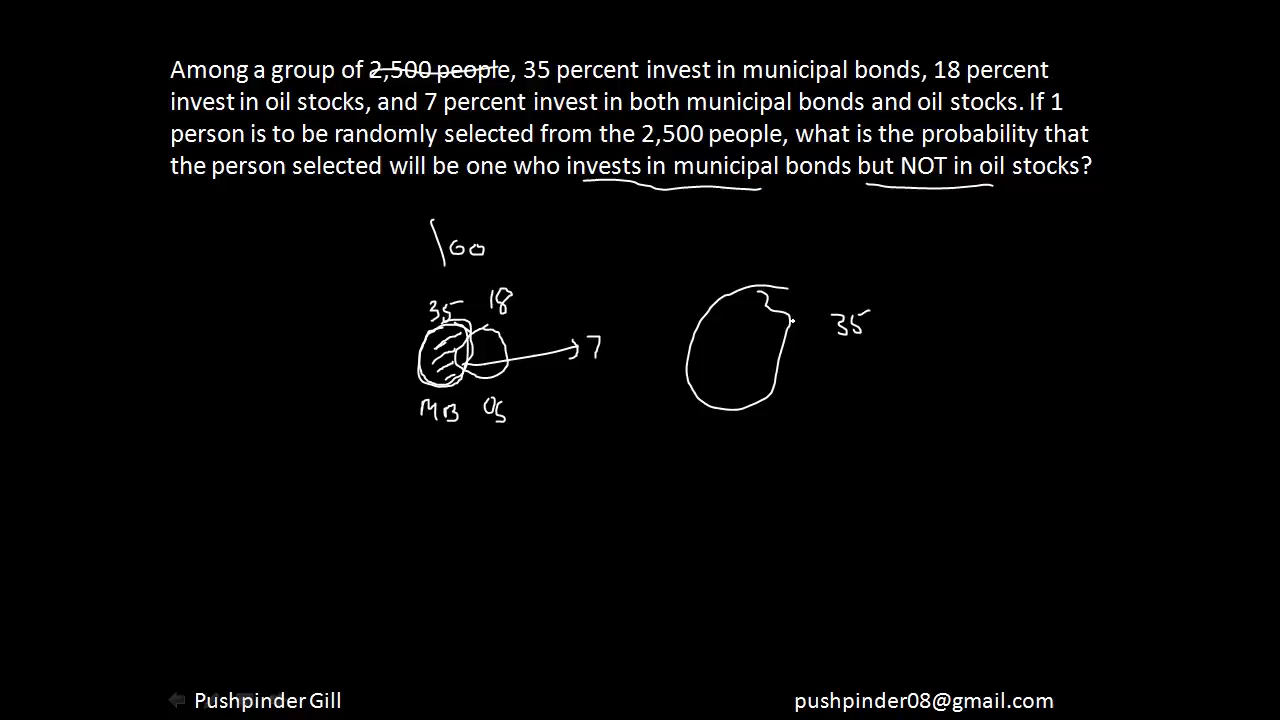 Among a group of 2,500 people, 35 percent invest in municipal bonds, 18 percent
invest in oil stocks, and 7 percent invest in both municipal bonds and oil stocks. If 1
person is to be randomly selected from the 2,500 people, what is the probability that
the person selected will be one who invests in municipal bonds but NOT in oil stocks?
100
35 18
7
35
MB OS
Pushpinder Gill
pushpinder08@gmail.com